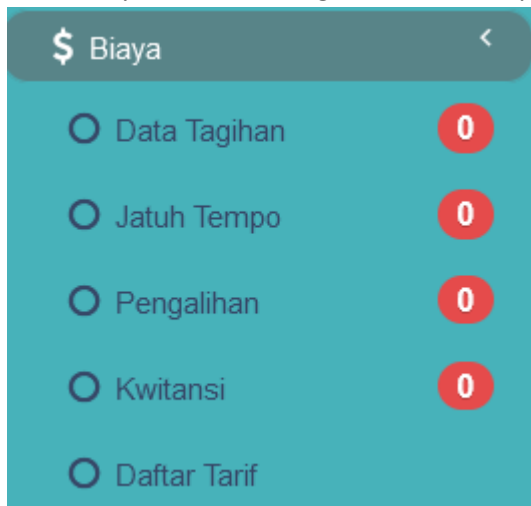 $ Biaya
Data Tagihan 0
Jatuh Tempo 0
Pengalihan 0
Kwitansi 0
Daftar Tarif